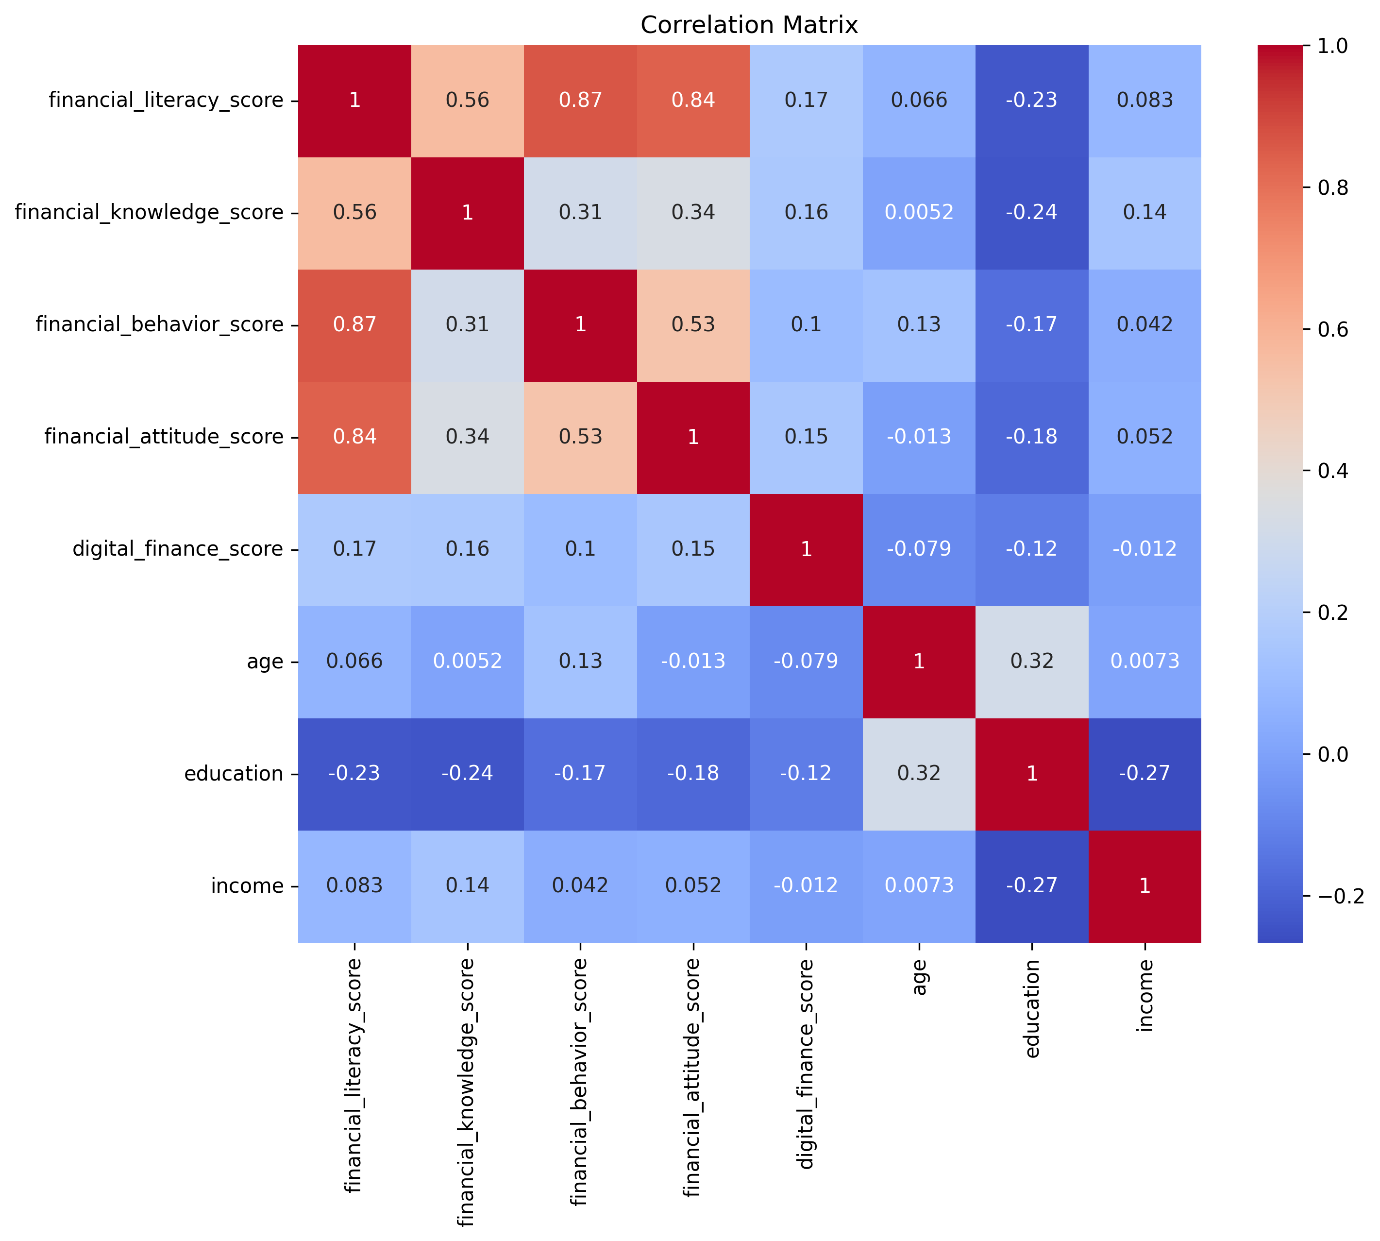 Correlation Matrix
financial_literacy_score 1 0.56 0.87 0.84 0.17 0.066 -0.23 0.083
financial_knowledge_score 0.56 1 0.31 0.34 0.16 0.0052 -0.24 0.14
financial_behavior_score 0.87 0.31 1 0.53 0.1 0.13 -0.17 0.042
financial_attitude_score 0.84 0.34 0.53 1 0.15 -0.013 -0.18 0.052
digital_finance_score 0.17 0.16 0.1 0.15 1 -0.079 -0.12 -0.012
age 0.066 0.0052 0.13 -0.013 -0.079 1 0.32 0.0073
education -0.23 -0.24 -0.17 -0.18 -0.12 0.32 1 -0.27
income 0.083 0.14 0.042 0.052 -0.012 0.0073 -0.27 1
financial_literacy_score
financial_knowledge_score
financial_behavior_score
financial_attitude_score
digital_finance_score
age
education
income
1.0
0.8
0.6
0.4
0.2
0.0
−0.2